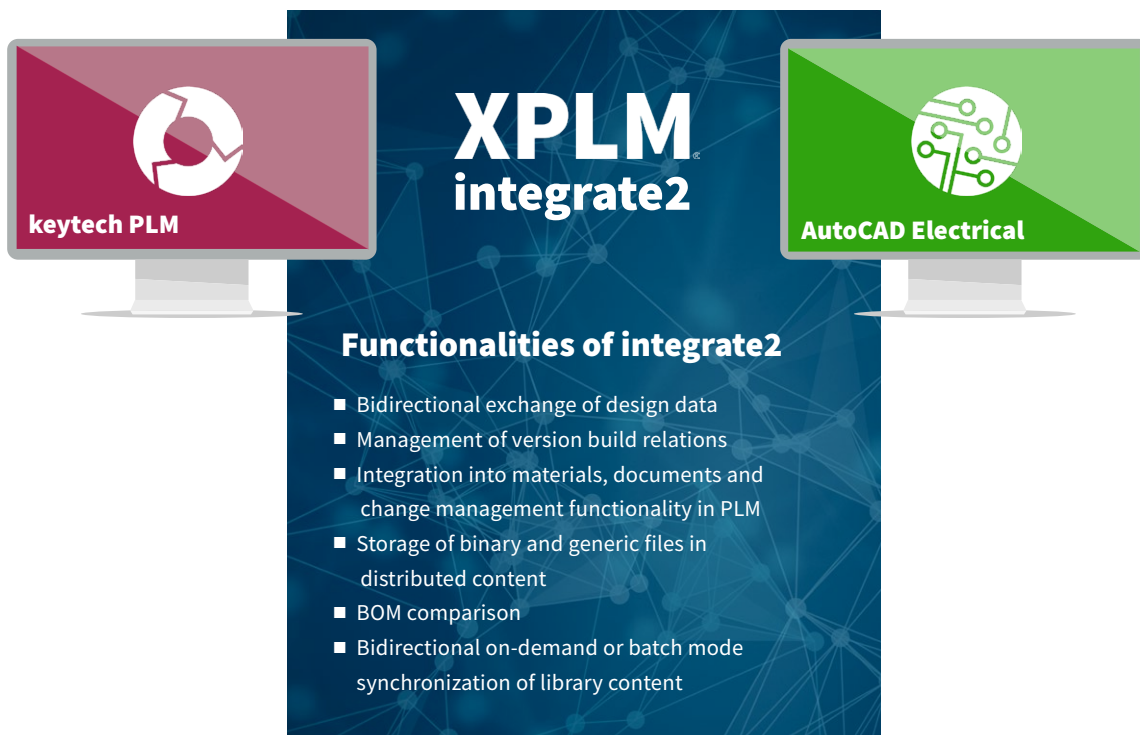 XPLM®
integrate2
keytech PLM
AutoCAD Electrical
Functionalities of integrate2
■ Bidirectional exchange of design data
■ Management of version build relations
■ Integration into materials, documents and
change management functionality in PLM
■ Storage of binary and generic files in
distributed content
■ BOM comparison
■ Bidirectional on-demand or batch mode
synchronization of library content